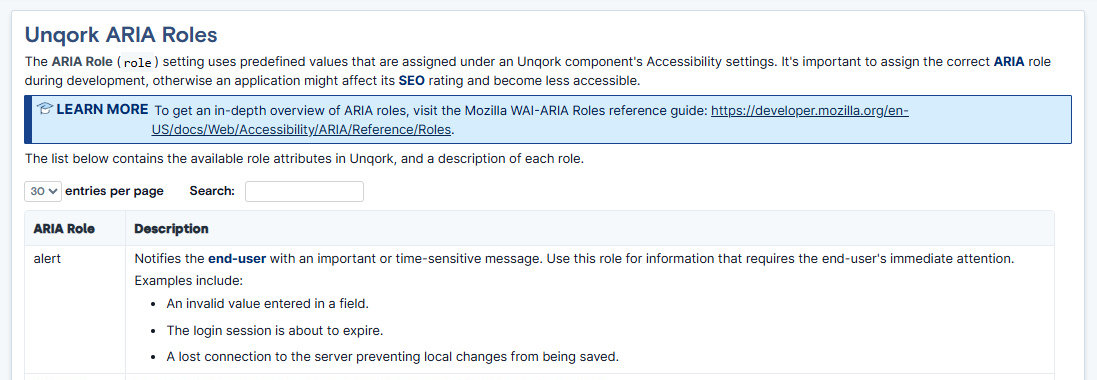 Unqork ARIA Roles
The ARIA Role (role) setting uses predefined values that are assigned under an Unqork component's Accessibility settings. It's important to assign the correct ARIA role
during development, otherwise an application might affect its SEO rating and become less accessible.
LEARN MORE To get an in-depth overview of ARIA roles, visit the Mozilla WAI-ARIA Roles reference guide: https://developer.mozilla.org/en-
US/docs/Web/Accessibility/ARIA/Reference/Roles.
The list below contains the available role attributes in Unqork, and a description of each role.
30 entries per page Search:
ARIA Role Description
alert Notifies the end-user with an important or time-sensitive message. Use this role for information that requires the end-user's immediate attention.
Examples include:
• An invalid value entered in a field.
• The login session is about to expire.
• A lost connection to the server preventing local changes from being saved.